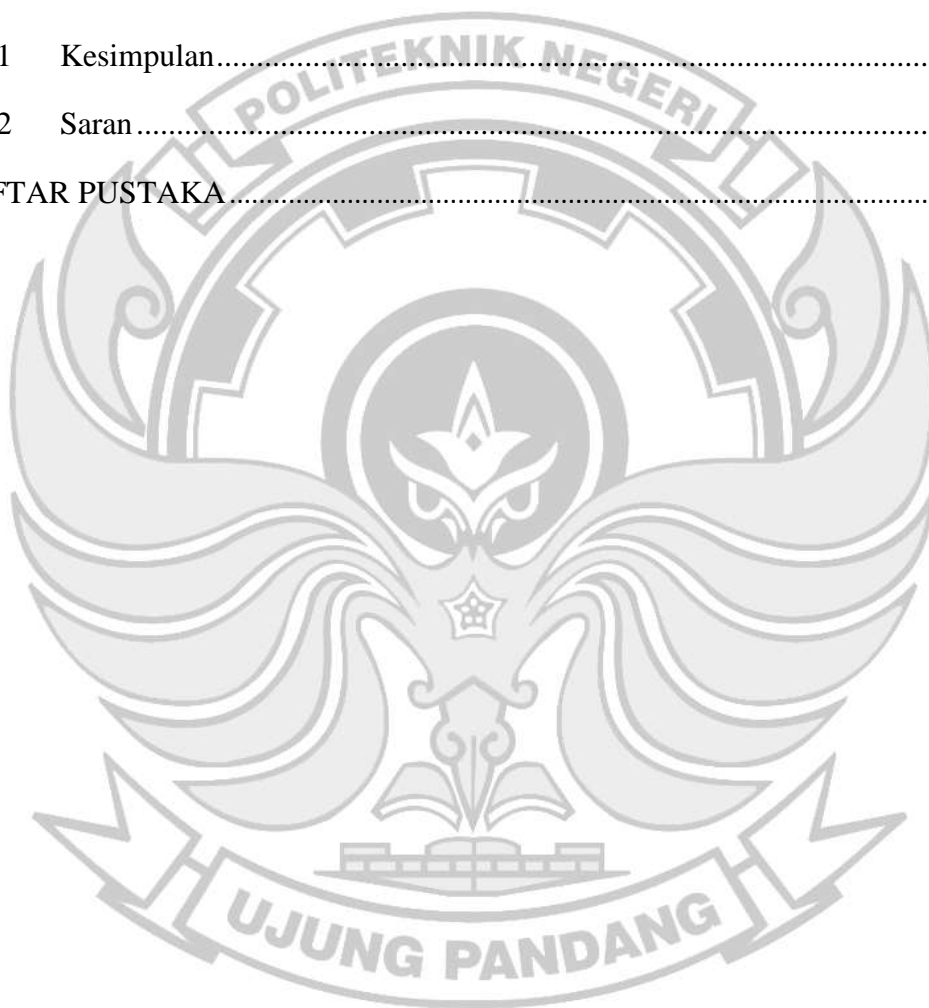 POLITEKNIK NEGERI
1 Kesimpulan
2 Saran
FTAR PUSTAKA
UJUNG PANDANG